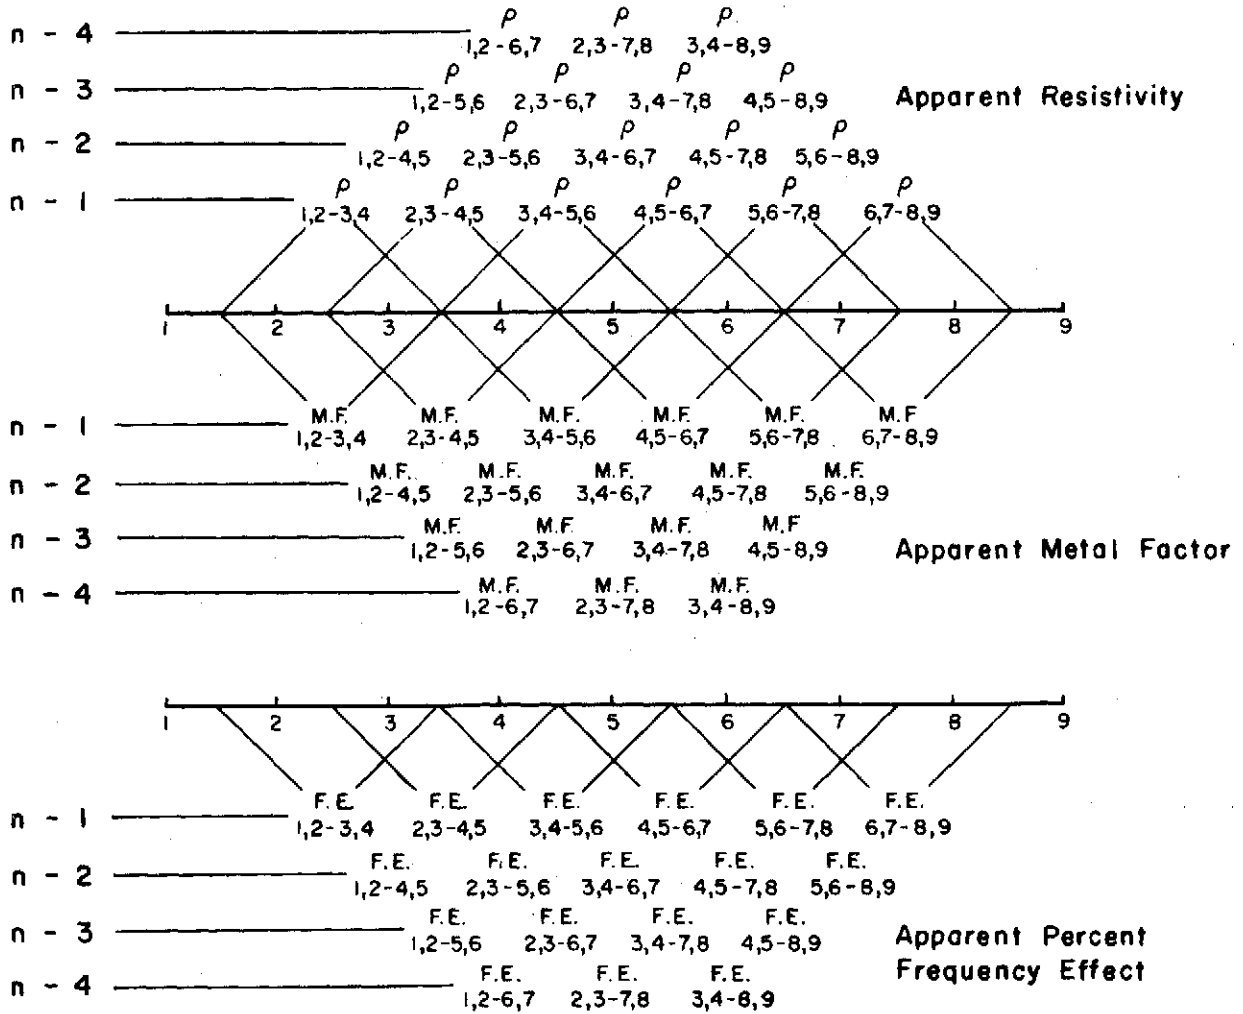 ρ ρ ρ
n - 4 1,2-6,7 2,3-7,8 3,4-8,9
ρ ρ ρ ρ
n - 3 1,2-5,6 2,3-6,7 3,4-7,8 4,5-8,9 Apparent Resistivity
ρ ρ ρ ρ ρ
n - 2 1,2-4,5 2,3-5,6 3,4-6,7 4,5-7,8 5,6-8,9
ρ ρ ρ ρ ρ ρ
n - 1 1,2-3,4 2,3-4,5 3,4-5,6 4,5-6,7 5,6-7,8 6,7-8,9
1 2 3 4 5 6 7 8 9
M.F. M.F. M.F. M.F. M.F. M.F
n - 1 1,2-3,4 2,3-4,5 3,4-5,6 4,5-6,7 5,6-7,8 6,7-8,9
M.F. M.F. M.F. M.F. M.F.
n - 2 1,2-4,5 2,3-5,6 3,4-6,7 4,5-7,8 5,6-8,9
M.F. M.F. M.F. M.F
n - 3 1,2-5,6 2,3-6,7 3,4-7,8 4,5-8,9 Apparent Metal Factor
M.F. M.F. M.F.
n - 4 1,2-6,7 2,3-7,8 3,4-8,9
1 2 3 4 5 6 7 8 9
F.E. F.E. F.E. F.E. F.E. F.E.
n - 1 1,2-3,4 2,3-4,5 3,4-5,6 4,5-6,7 5,6-7,8 6,7-8,9
F.E. F.E. F.E. F.E. F.E.
n - 2 1,2-4,5 2,3-5,6 3,4-6,7 4,5-7,8 5,6-8,9
F.E. F.E. F.E. F.E.
n - 3 1,2-5,6 2,3-6,7 3,4-7,8 4,5-8,9 Apparent Percent
Frequency Effect
F.E. F.E. F.E.
n - 4 1,2-6,7 2,3-7,8 3,4-8,9